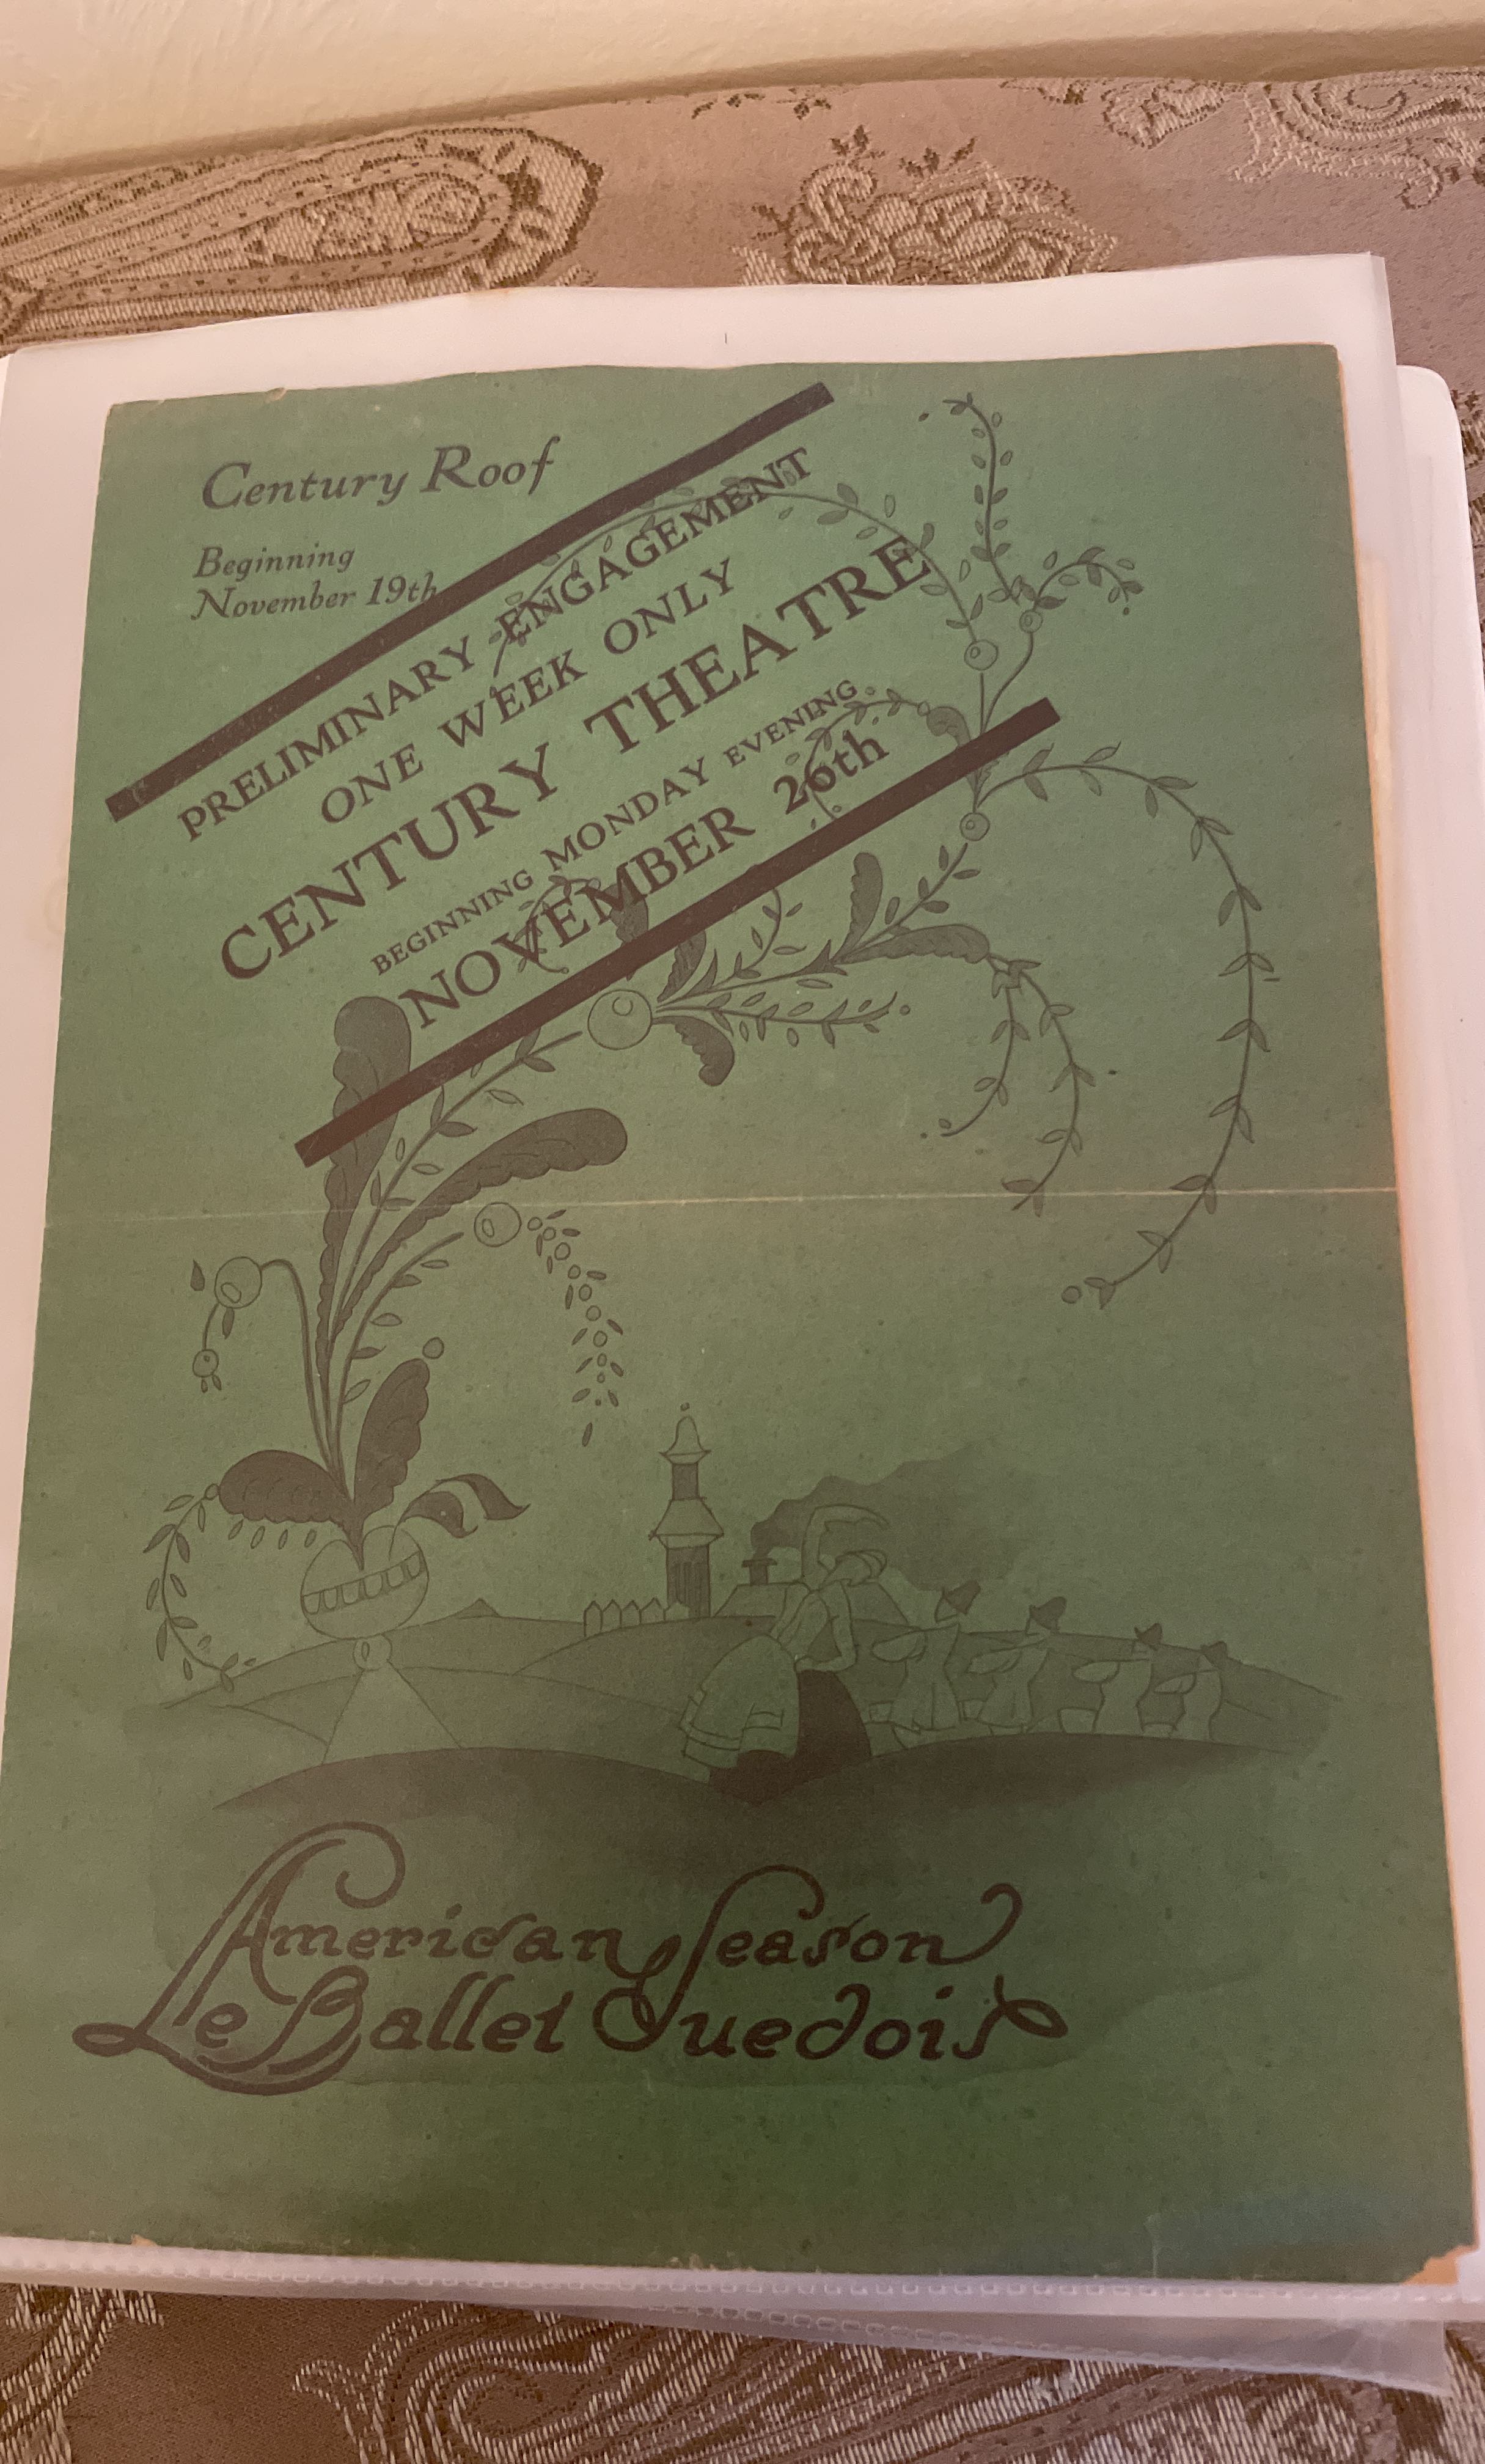 Century Roof
Beginning
November 19th
PRELIMINARY ENGAGEMENT
ONE WEEK ONLY
CENTURY THEATRE
BEGINNING MONDAY EVENING
NOVEMBER 20th
American Season
Le Ballet Suedois